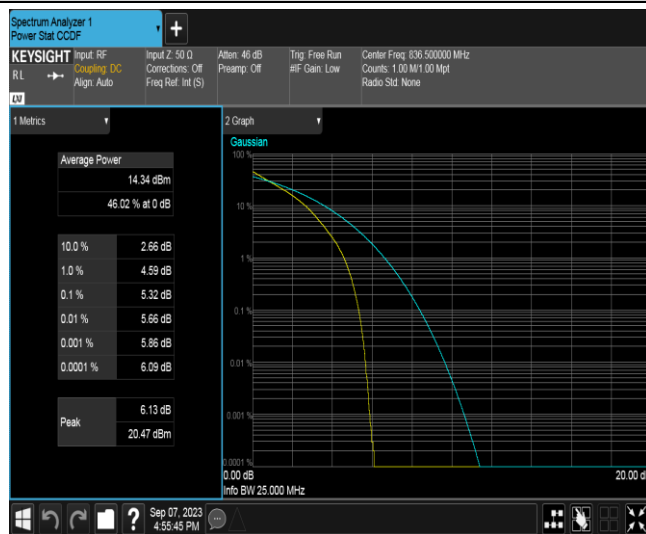 Spectrum Analyzer 1
Power Stat CCDF
+
KEYSIGHT
RL
LXI
Input: RF
Coupling: DC
Align: Auto
Input Z: 50 Ω
Corrections: Off
Freq Ref: Int (S)
Atten: 46 dB
Preamp: Off
Trig: Free Run
#IF Gain: Low
Center Freq: 836.500000 MHz
Counts: 1.00 M/1.00 Mpt
Radio Std: None
1 Metrics
Average Power
14.34 dBm
46.02 % at 0 dB
10.0 % 2.66 dB
1.0 % 4.59 dB
0.1 % 5.32 dB
0.01 % 5.66 dB
0.001 % 5.86 dB
0.0001 % 6.09 dB
Peak
6.13 dB
20.47 dBm
2 Graph
Gaussian
100 %
10 %
1 %
0.1 %
0.01 %
0.001 %
0.0001 %
0.00 dB
20.00 d
Info BW 25.000 MHz
?
Sep 07, 2023
4:55:45 PM